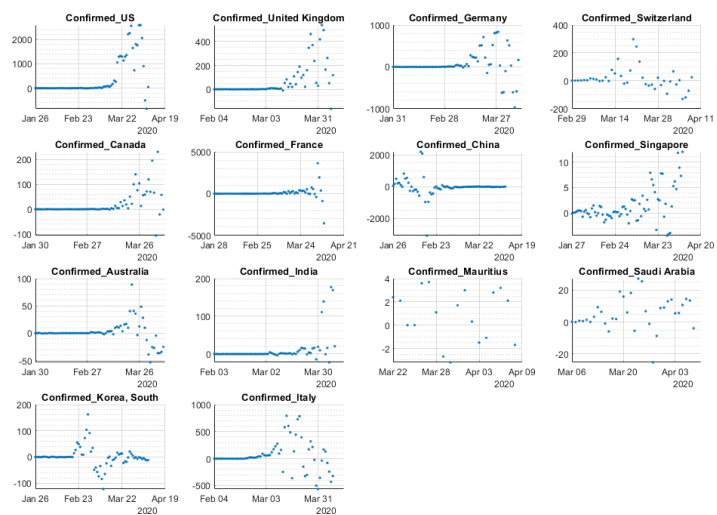 Confirmed_US
2000
1000
0
Jan 26 Feb 23 Mar 22 Apr 19
2020
Confirmed_United Kingdom
400
200
0
Feb 04 Mar 03 Mar 31
2020
Confirmed_Germany
1000
0
-1000
Jan 31 Feb 28 Mar 27
2020
Confirmed_Switzerland
400
200
0
-200
Feb 29 Mar 14 Mar 28 Apr 11
2020
Confirmed_Canada
200
100
0
-100
Jan 30 Feb 27 Mar 26
2020
Confirmed_France
5000
0
-5000
Jan 28 Feb 25 Mar 24 Apr 21
2020
Confirmed_China
2000
0
-2000
Jan 26 Feb 23 Mar 22 Apr 19
2020
Confirmed_Singapore
10
5
0
Jan 27 Feb 24 Mar 23 Apr 20
2020
Confirmed_Australia
100
50
0
-50
Jan 30 Feb 27 Mar 26
2020
Confirmed_India
200
100
0
Feb 03 Mar 02 Mar 30
2020
Confirmed_Mauritius
4
2
0
-2
Mar 22 Mar 28 Apr 03 Apr 09
2020
Confirmed_Saudi Arabia
20
0
-20
Mar 06 Mar 20 Apr 03
2020
Confirmed_Korea, South
200
100
0
-100
Jan 26 Feb 23 Mar 22 Apr 19
2020
Confirmed_Italy
1000
500
0
-500
Feb 04 Mar 03 Mar 31
2020